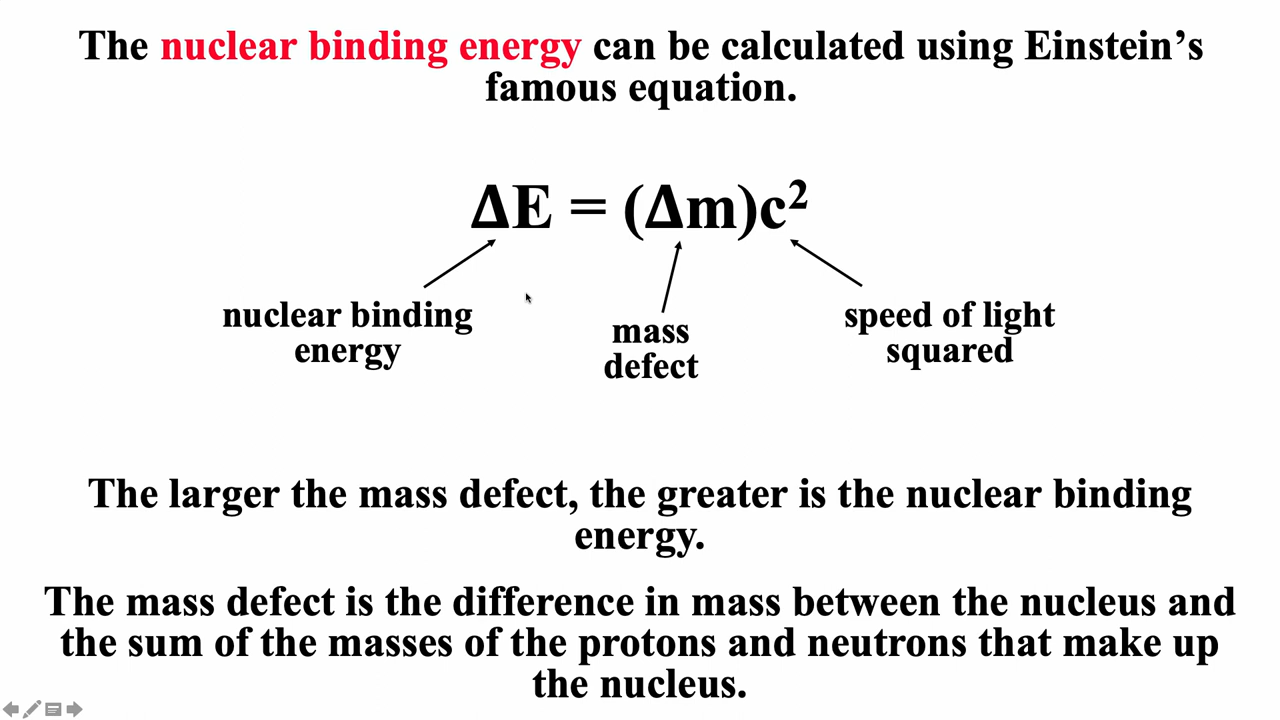 The nuclear binding energy can be calculated using Einstein’s
famous equation.
ΔE = (Δm)c²
nuclear binding
energy
mass
defect
speed of light
squared
The larger the mass defect, the greater is the nuclear binding
energy.
The mass defect is the difference in mass between the nucleus and
the sum of the masses of the protons and neutrons that make up
the nucleus.